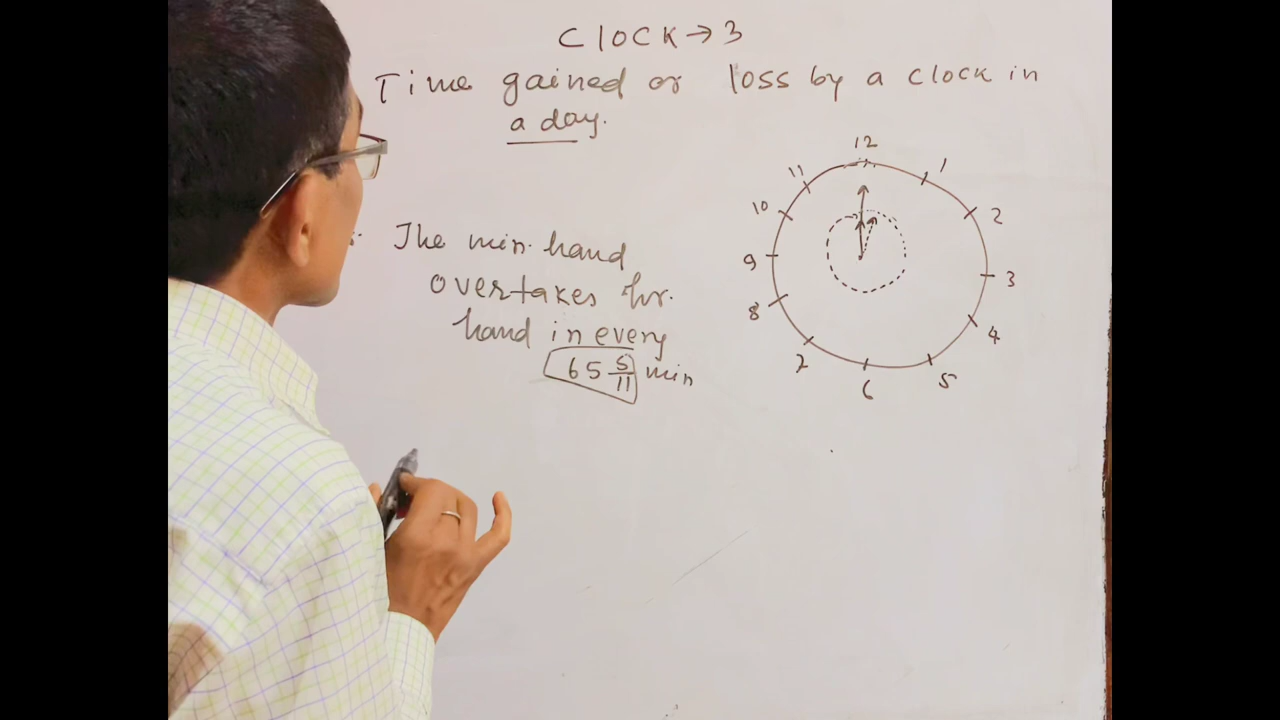 CLOCK → 3
Time gained or loss by a clock in
a day.
The min. hand
overtakes hr.
hand in every
65 5/11 min
12
1
2
3
4
5
6
7
8
9
10
11